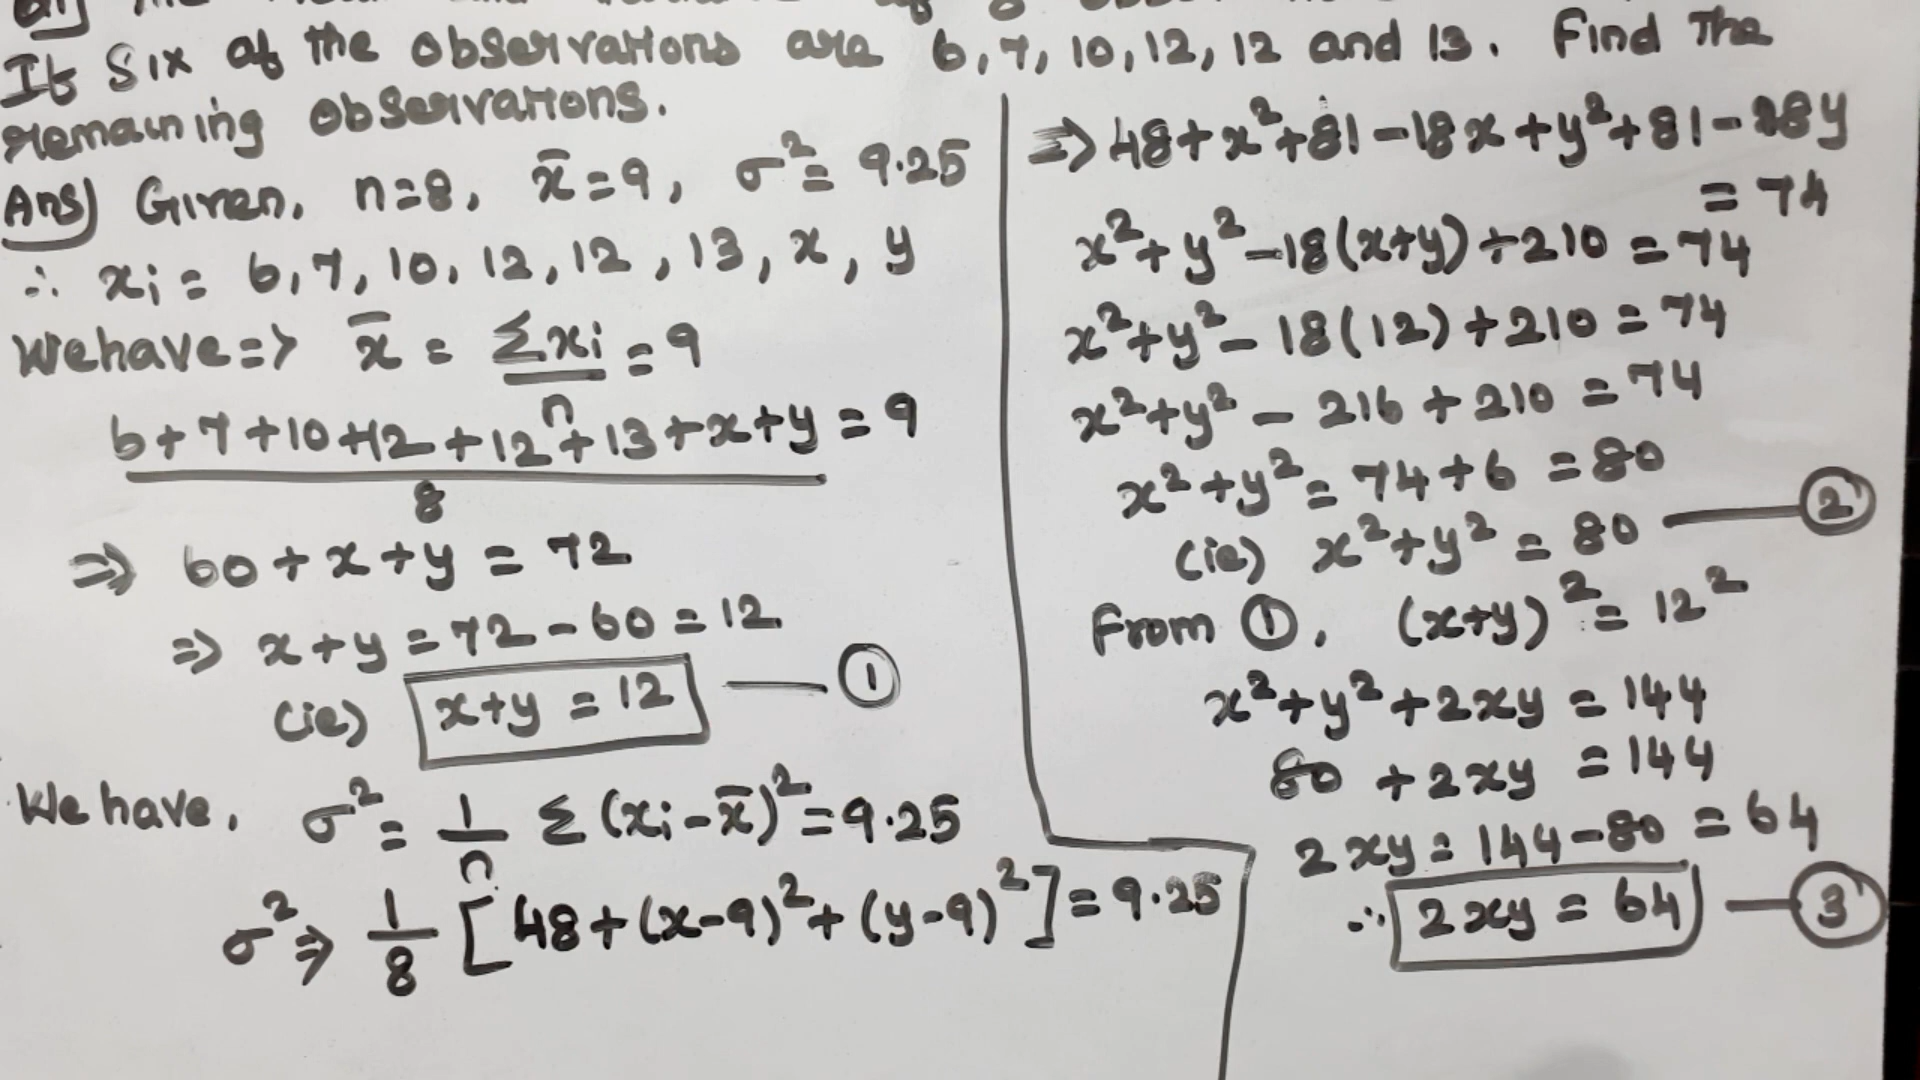 If six of the observations are 6, 7, 10, 12, 12 and 13. Find The
remaining observations.
Ans) Given, n=8, x̄=9, σ²= 9.25
∴ xi = 6, 7, 10, 12, 12, 13, x, y
We have => x̄ = Σxi/n = 9
(6+7+10+12+12+13+x+y)/8 = 9
=> 60+x+y = 72
=> x+y = 72-60 = 12
(ie) x+y = 12 — ①
We have, σ² = 1/n Σ(xi-x̄)² = 9.25
σ² => 1/8 [48+(x-9)²+(y-9)²] = 9.25
=> 48+x²+81-18x+y²+81-18y
= 74
x²+y²-18(x+y)+210 = 74
x²+y²-18(12)+210 = 74
x²+y²-216+210 = 74
x²+y² = 74+6 = 80
(ie) x²+y² = 80 — ②
From ①, (x+y)² = 12²
x²+y²+2xy = 144
80 +2xy = 144
2xy = 144-80 = 64
∴ 2xy = 64 — ③